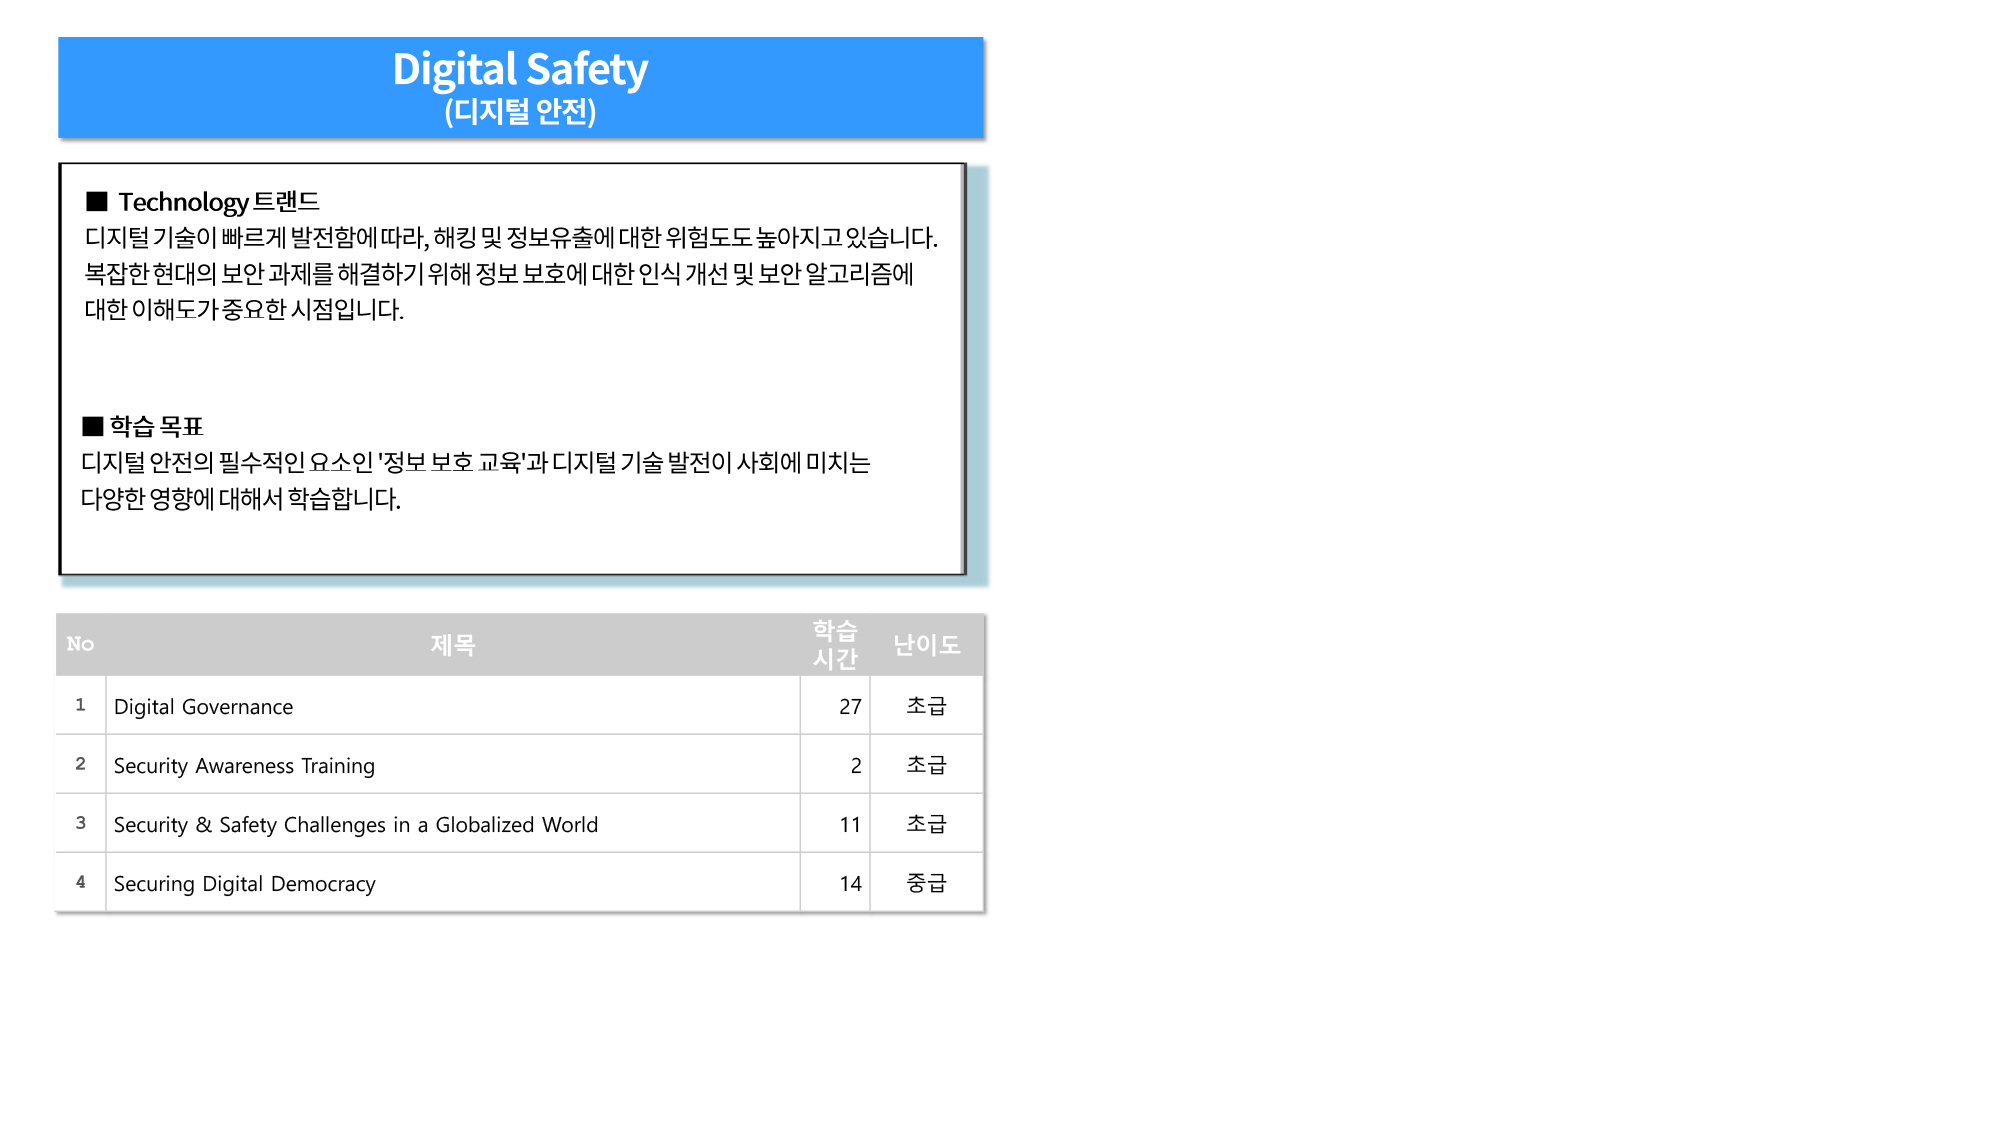 Digital Safety
(디지털 안전)
■ Technology 트랜드
디지털 기술이 빠르게 발전함에 따라, 해킹 및 정보유출에 대한 위험도도 높아지고 있습니다.
복잡한 현대의 보안 과제를 해결하기 위해 정보 보호에 대한 인식 개선 및 보안 알고리즘에
대한 이해도가 중요한 시점입니다.
■ 학습 목표
디지털 안전의 필수적인 요소인 '정보 보호 교육'과 디지털 기술 발전이 사회에 미치는
다양한 영향에 대해서 학습합니다.
No 제목 학습 시간 난이도
1 Digital Governance 27 초급
2 Security Awareness Training 2 초급
3 Security & Safety Challenges in a Globalized World 11 초급
4 Securing Digital Democracy 14 중급